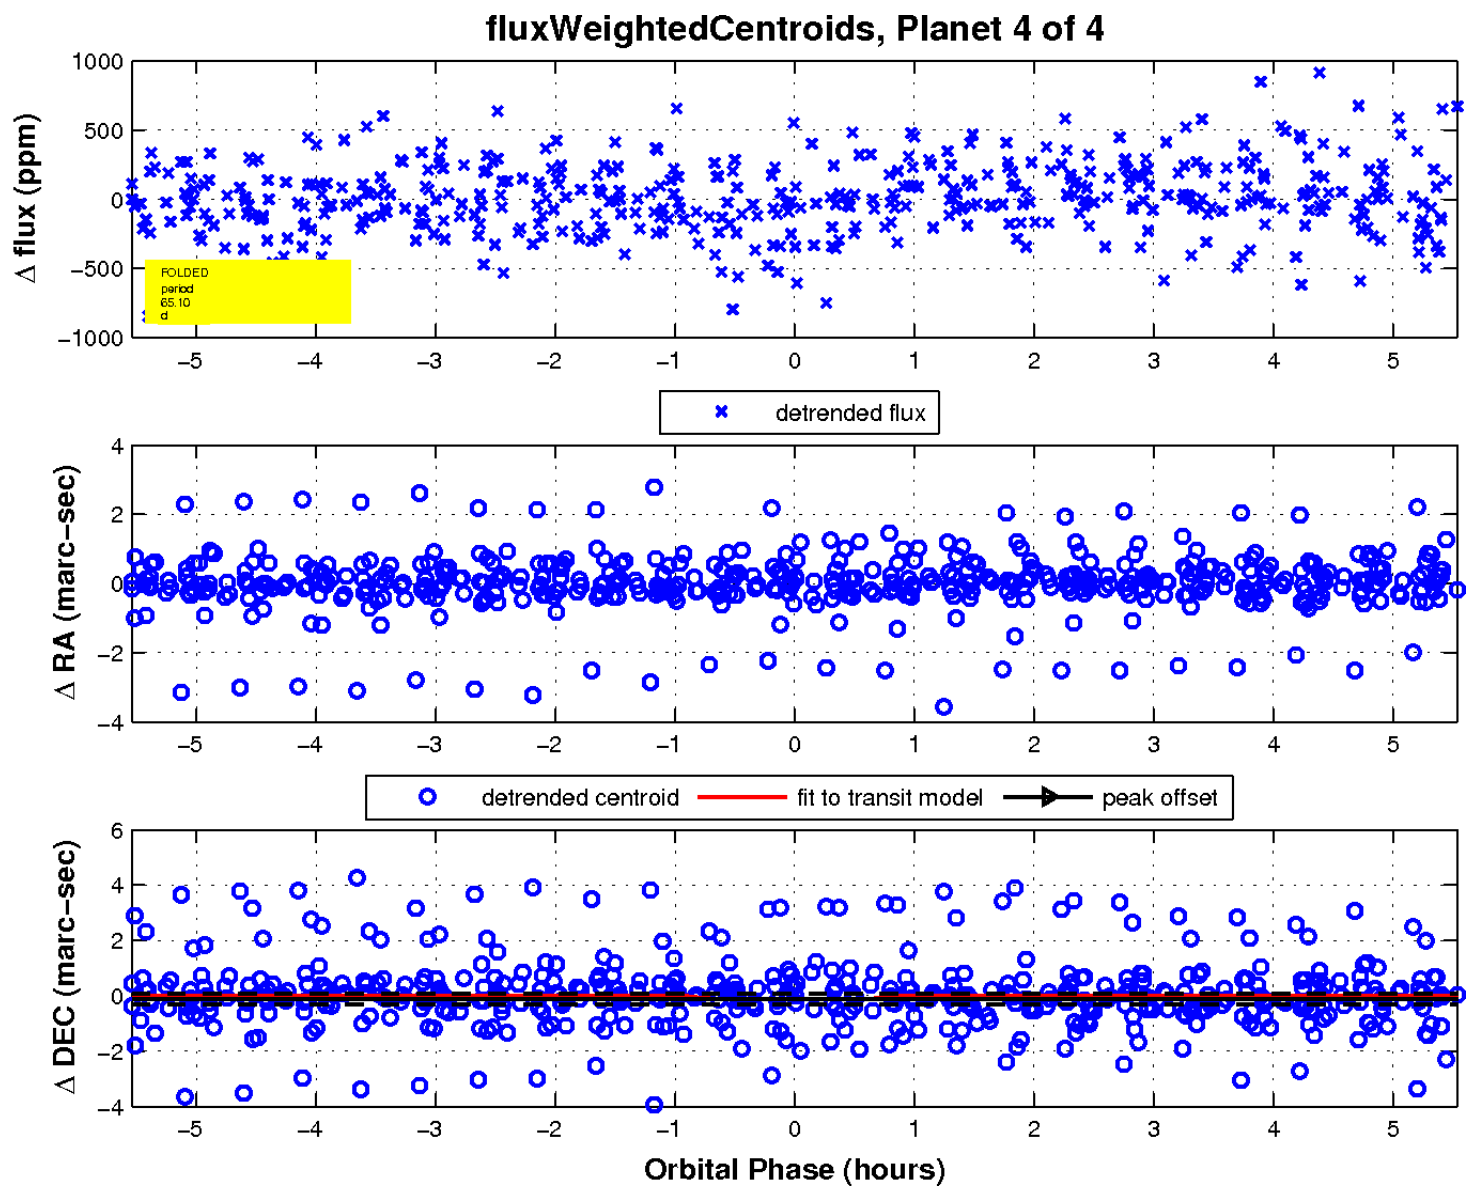 fluxWeightedCentroids, Planet 4 of 4
Δ flux (ppm)
1000
500
0
−500
−1000
FOLDED
period
65.10
d
−5 −4 −3 −2 −1 0 1 2 3 4 5
detrended flux
Δ RA (marc−sec)
4
2
0
−2
−4
−5 −4 −3 −2 −1 0 1 2 3 4 5
detrended centroid fit to transit model peak offset
Δ DEC (marc−sec)
6
4
2
0
−2
−4
−5 −4 −3 −2 −1 0 1 2 3 4 5
Orbital Phase (hours)